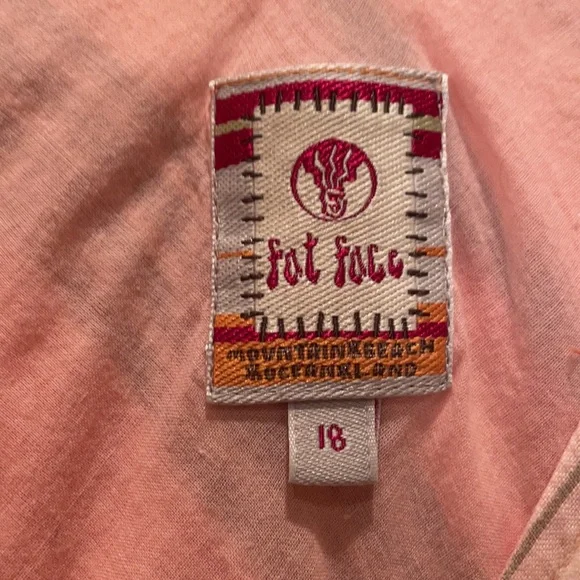 fat face
MOUNTAINXBEACH
XOCEANXLAND
18